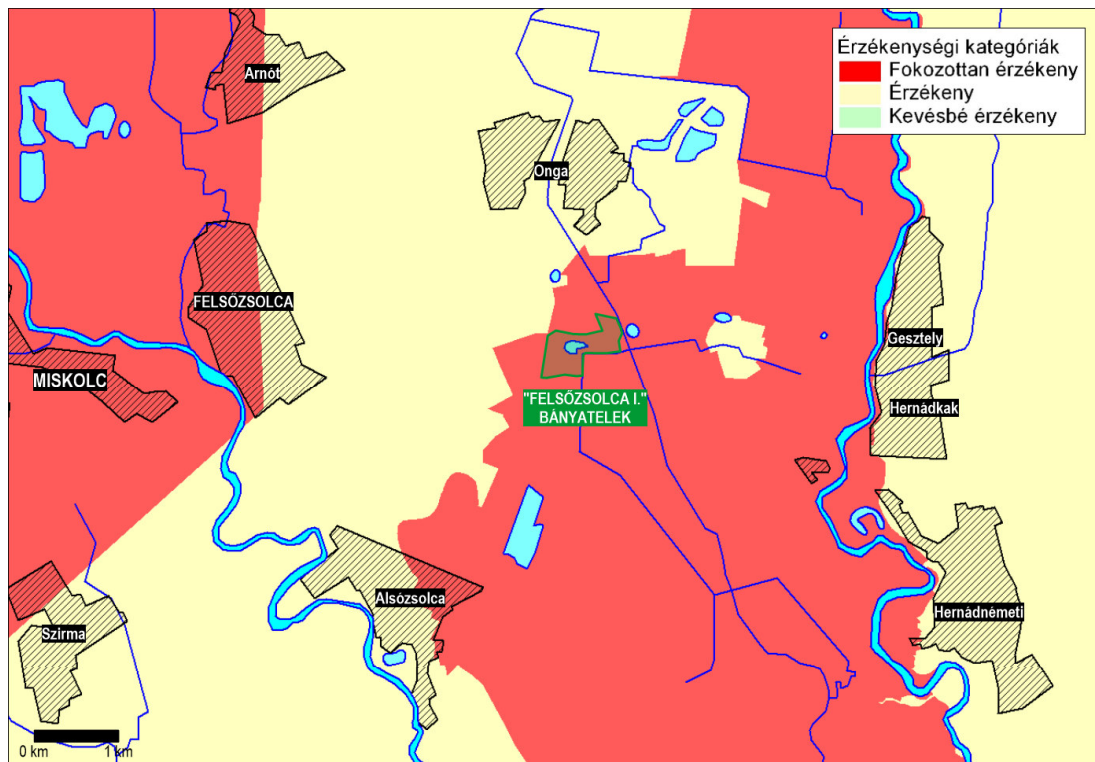 Érzékenységi kategóriák
Fokozottan érzékeny
Érzékeny
Kevésbé érzékeny
Arnót
Onga
FELSŐZSOLCA
Gesztely
MISKOLC
"FELSŐZSOLCA I."
BÁNYATELEK
Hernádkak
Alsózsolca
Hernádnémeti
Szirma
0 km 1 km